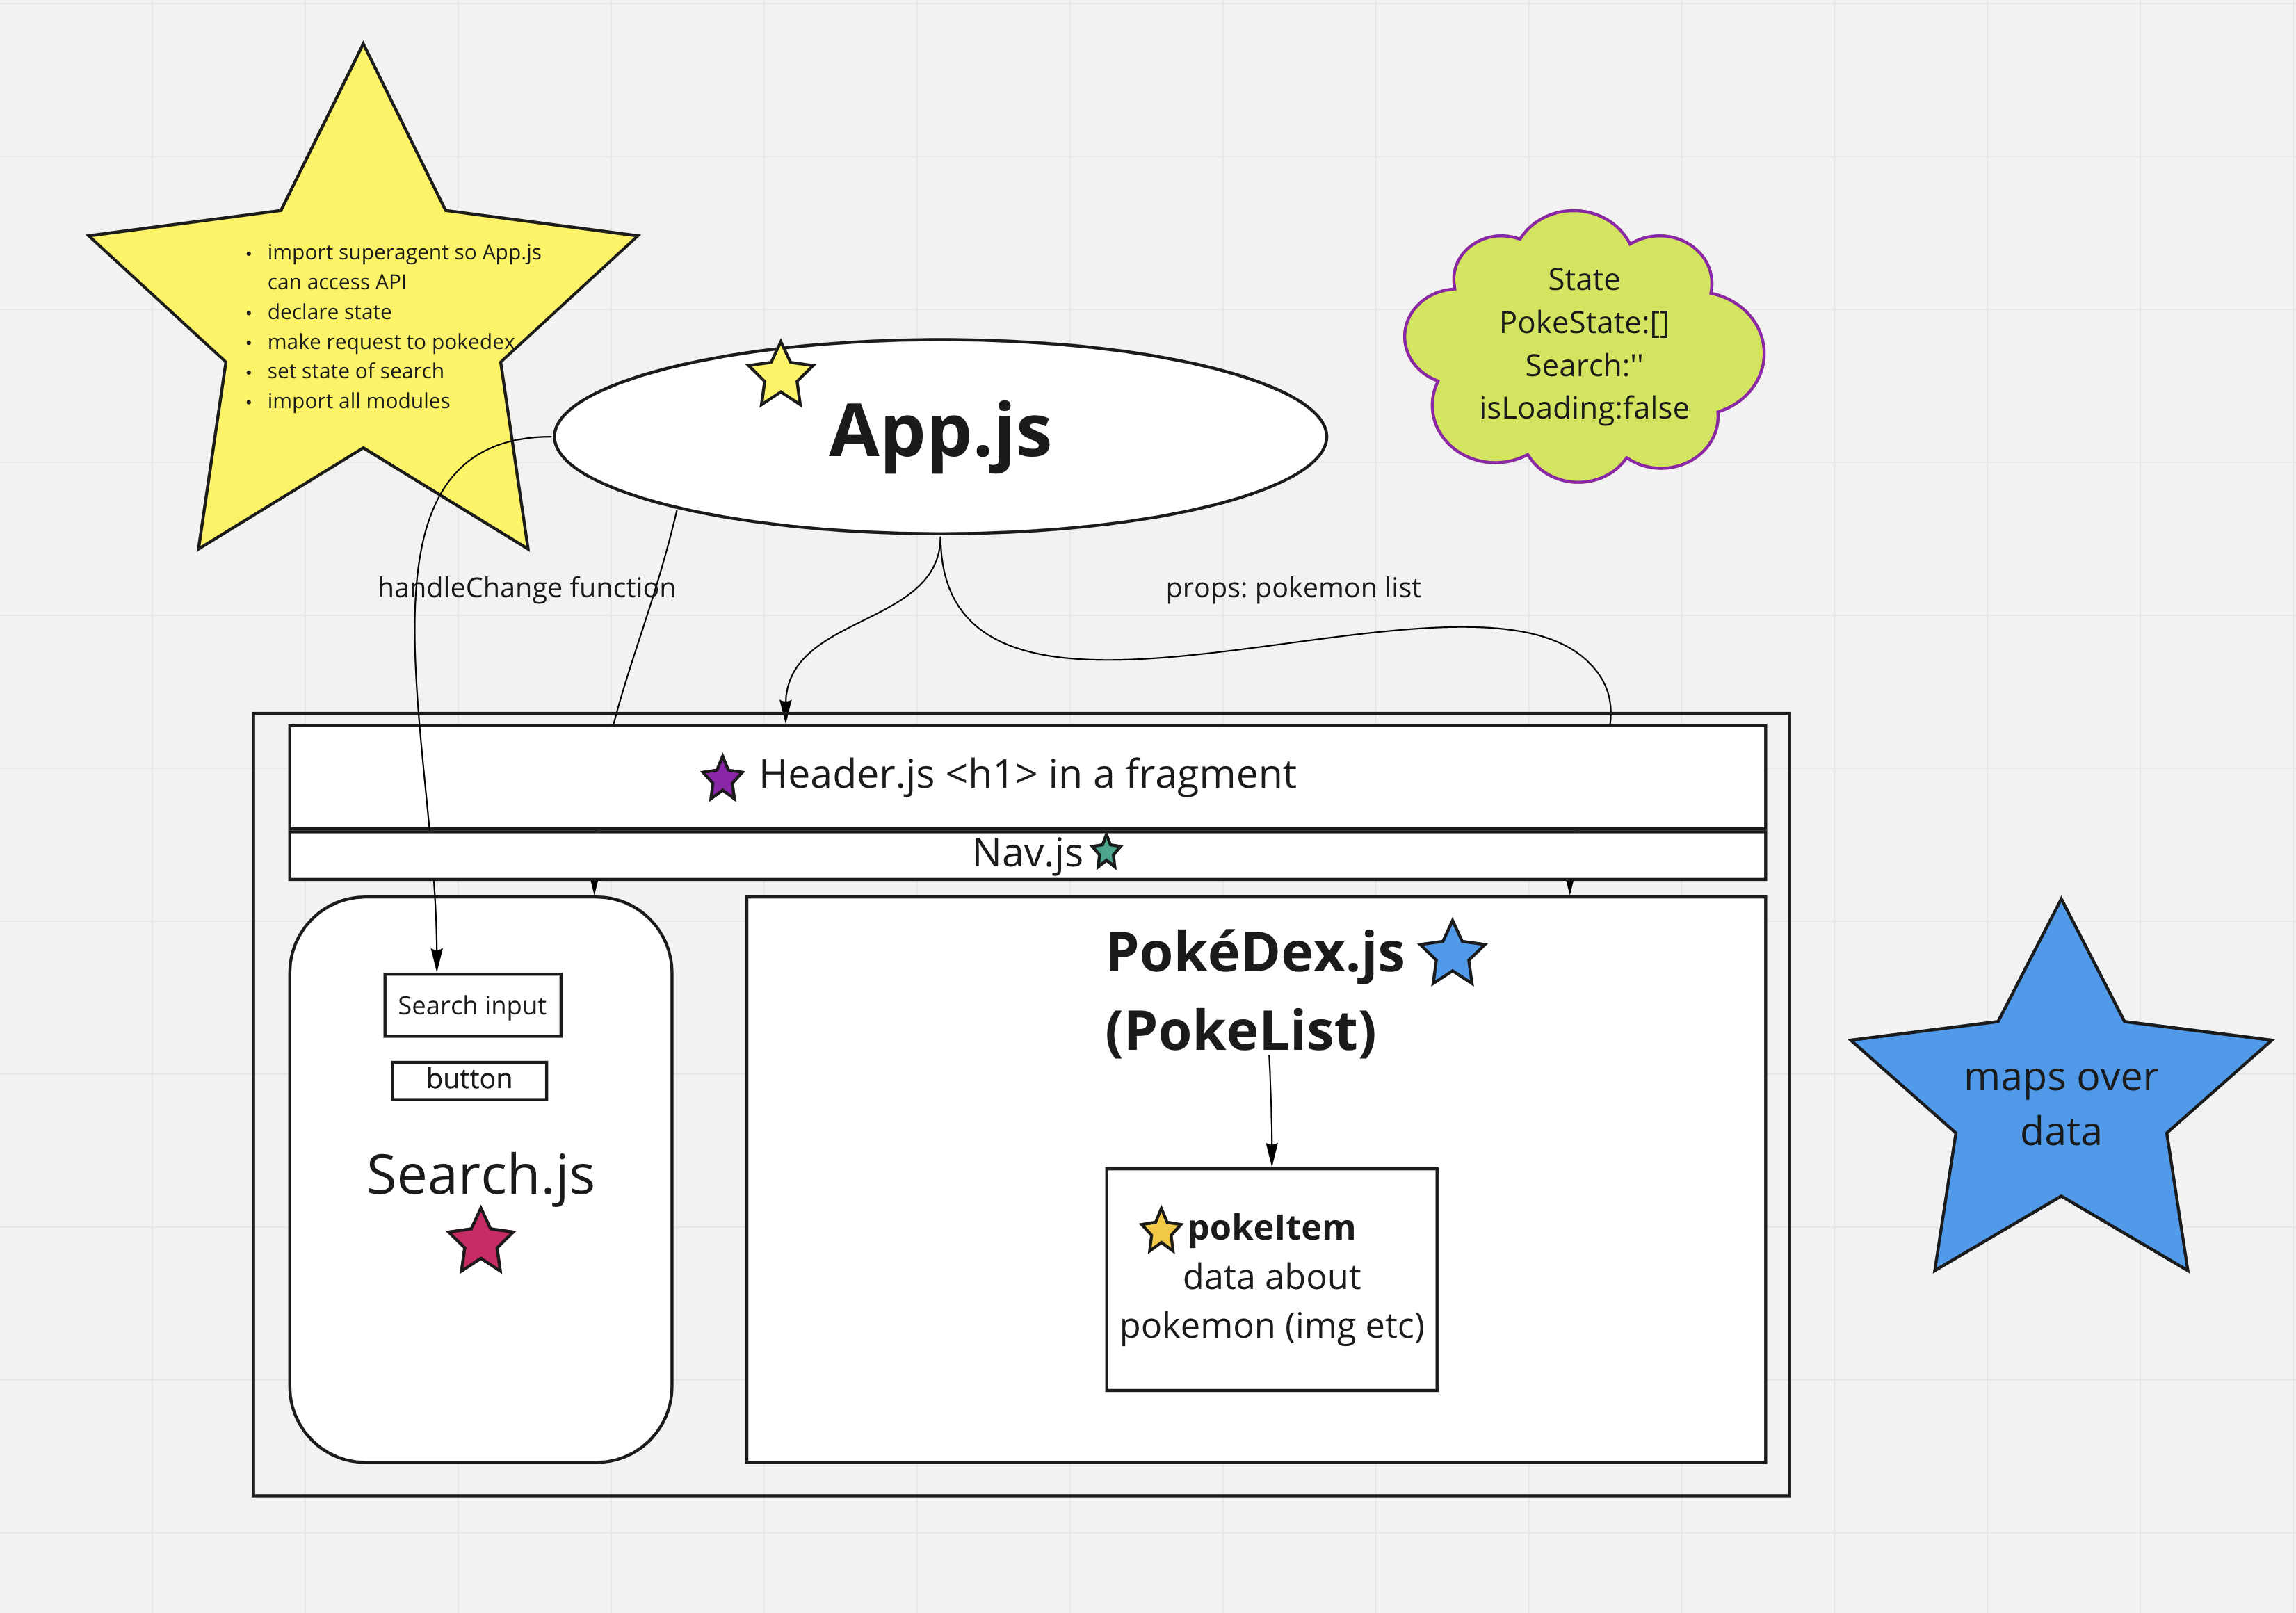 • import superagent so App.js
can access API
• declare state
• make request to pokedex
• set state of search
• import all modules
State
PokeState:[]
Search:''
isLoading:false
App.js
handleChange function
props: pokemon list
Header.js <h1> in a fragment
Nav.js
Search input
button
Search.js
PokéDex.js
(PokeList)
pokeItem
data about
pokemon (img etc)
maps over
data